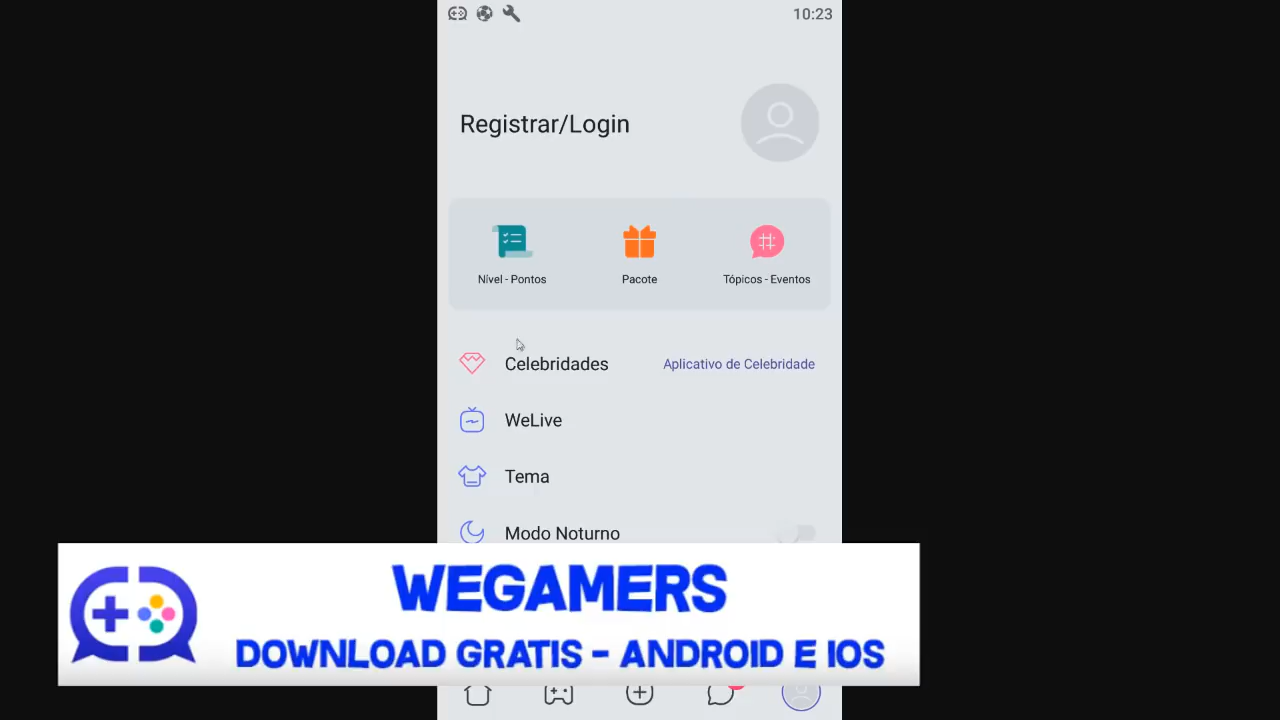 10:23
Registrar/Login
Nível - Pontos
Pacote
Tópicos - Eventos
Celebridades
Aplicativo de Celebridade
WeLive
Tema
Modo Noturno
WEGAMERS
DOWNLOAD GRATIS - ANDROID E IOS